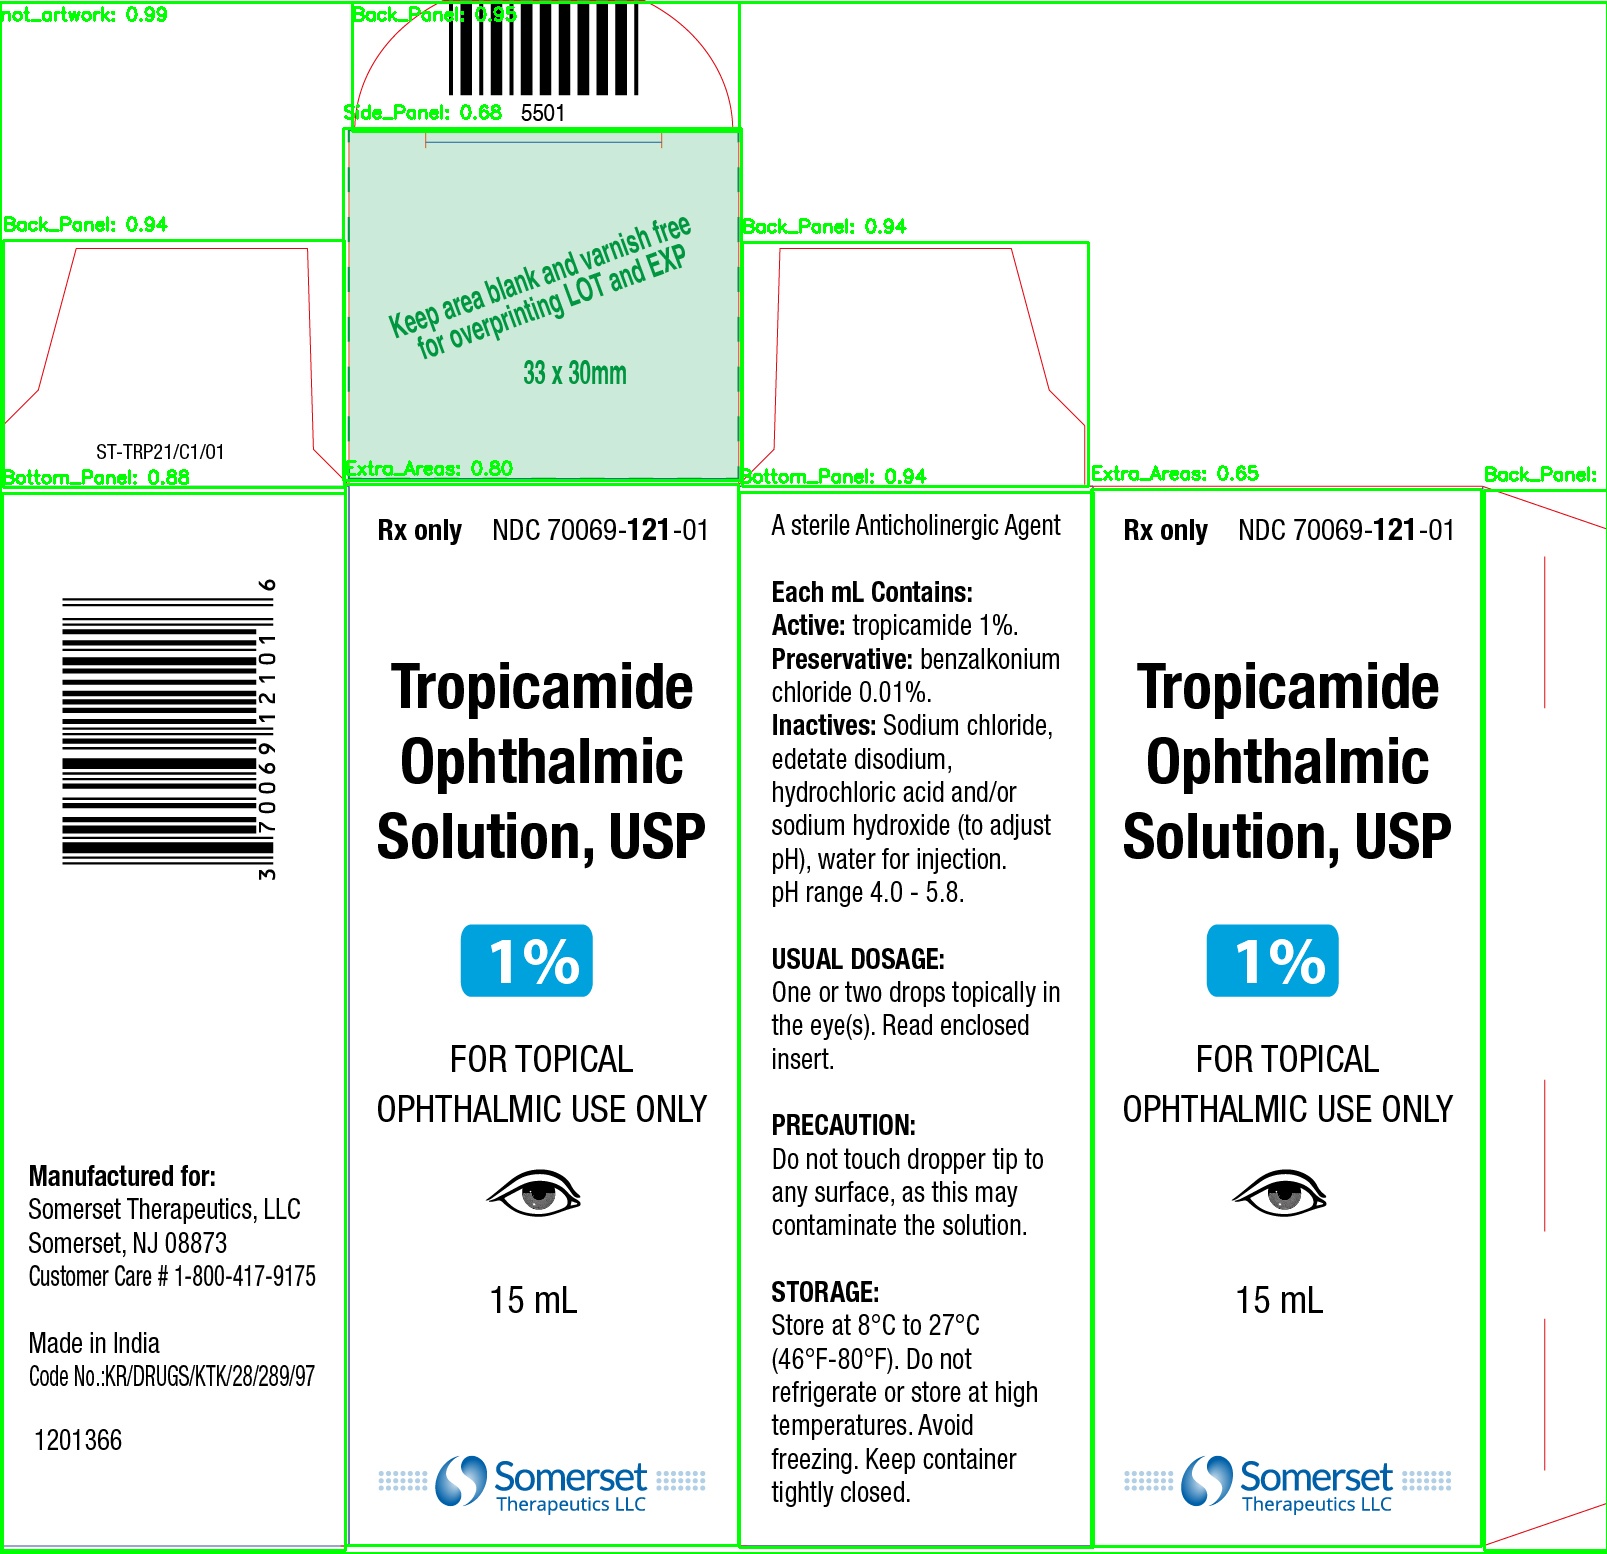 not_artwork: 0.99
Back_Panel: 0.95
Side_Panel: 0.68
5501
Keep area blank and varnish free
for overprinting LOT and EXP
33 x 30mm
Back_Panel: 0.94
ST-TRP21/C1/01
Back_Panel: 0.94
Bottom_Panel: 0.88
3 70069 12101 6
Manufactured for:
Somerset Therapeutics, LLC
Somerset, NJ 08873
Customer Care # 1-800-417-9175
Made in India
Code No.:KR/DRUGS/KTK/28/289/97
1201366
Extra_Areas: 0.80
Rx only NDC 70069-121-01
Tropicamide
Ophthalmic
Solution, USP
1%
FOR TOPICAL
OPHTHALMIC USE ONLY
15 mL
Somerset
Therapeutics LLC
Bottom_Panel: 0.94
A sterile Anticholinergic Agent
Each mL Contains:
Active: tropicamide 1%.
Preservative: benzalkonium
chloride 0.01%.
Inactives: Sodium chloride,
edetate disodium,
hydrochloric acid and/or
sodium hydroxide (to adjust
pH), water for injection.
pH range 4.0 - 5.8.
USUAL DOSAGE:
One or two drops topically in
the eye(s). Read enclosed
insert.
PRECAUTION:
Do not touch dropper tip to
any surface, as this may
contaminate the solution.
STORAGE:
Store at 8°C to 27°C
(46°F-80°F). Do not
refrigerate or store at high
temperatures. Avoid
freezing. Keep container
tightly closed.
Extra_Areas: 0.65
Rx only NDC 70069-121-01
Tropicamide
Ophthalmic
Solution, USP
1%
FOR TOPICAL
OPHTHALMIC USE ONLY
15 mL
Somerset
Therapeutics LLC
Back_Panel: